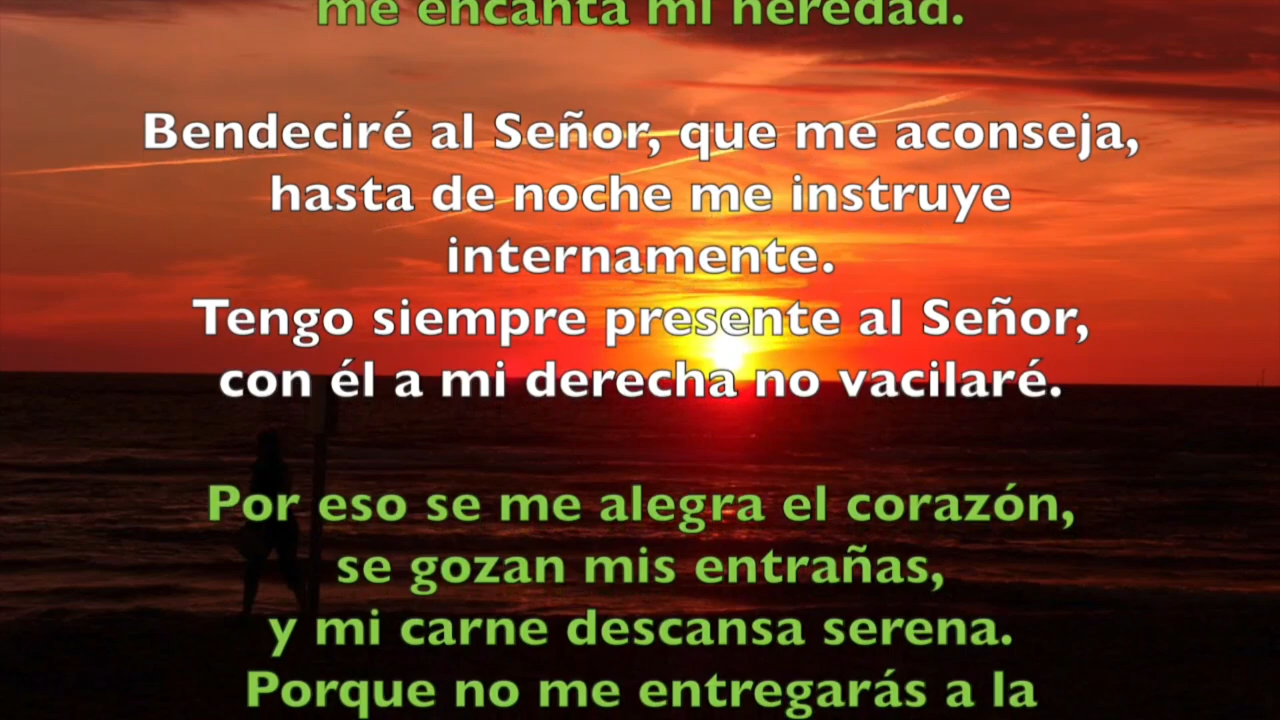 me encanta mi heredad.
Bendeciré al Señor, que me aconseja,
hasta de noche me instruye
internamente.
Tengo siempre presente al Señor,
con él a mi derecha no vacilaré.
Por eso se me alegra el corazón,
se gozan mis entrañas,
y mi carne descansa serena.
Porque no me entregarás a la